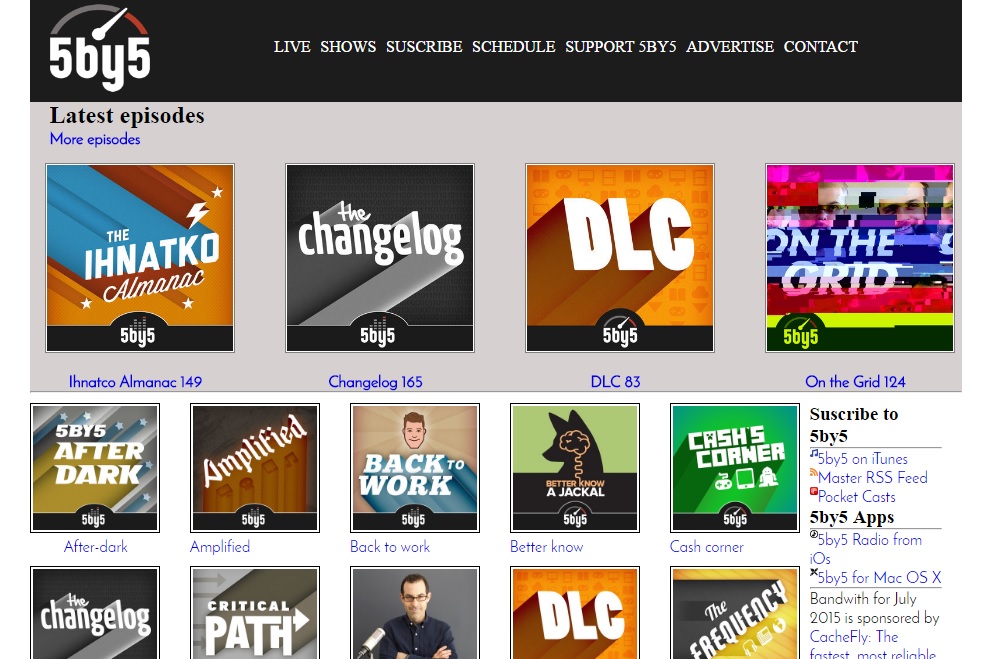 5by5
LIVE SHOWS SUSCRIBE SCHEDULE SUPPORT 5BY5 ADVERTISE CONTACT
Latest episodes
More episodes
THE
IHNATKO
Almanac
5by5
the
changelog
5by5
DLC
5by5
ON THE
GRID
5by5
Ihnatco Almanac 149
Changelog 165
DLC 83
On the Grid 124
5BY5
AFTER
DARK
5by5
Amplified
5by5
BACK TO
WORK
5by5
BETTER KNOW
A JACKAL
5by5
CASH'S
CORNER
5by5
After-dark
Amplified
Back to work
Better know
Cash corner
the
changelog
CRITICAL
PATH
DLC
The
FREQUENCY
Suscribe to
5by5
5by5 on iTunes
Master RSS Feed
Pocket Casts
5by5 Apps
5by5 Radio from
iOs
5by5 for Mac OS X
Bandwith for July
2015 is sponsored by
CacheFly: The
fastest, most reliable